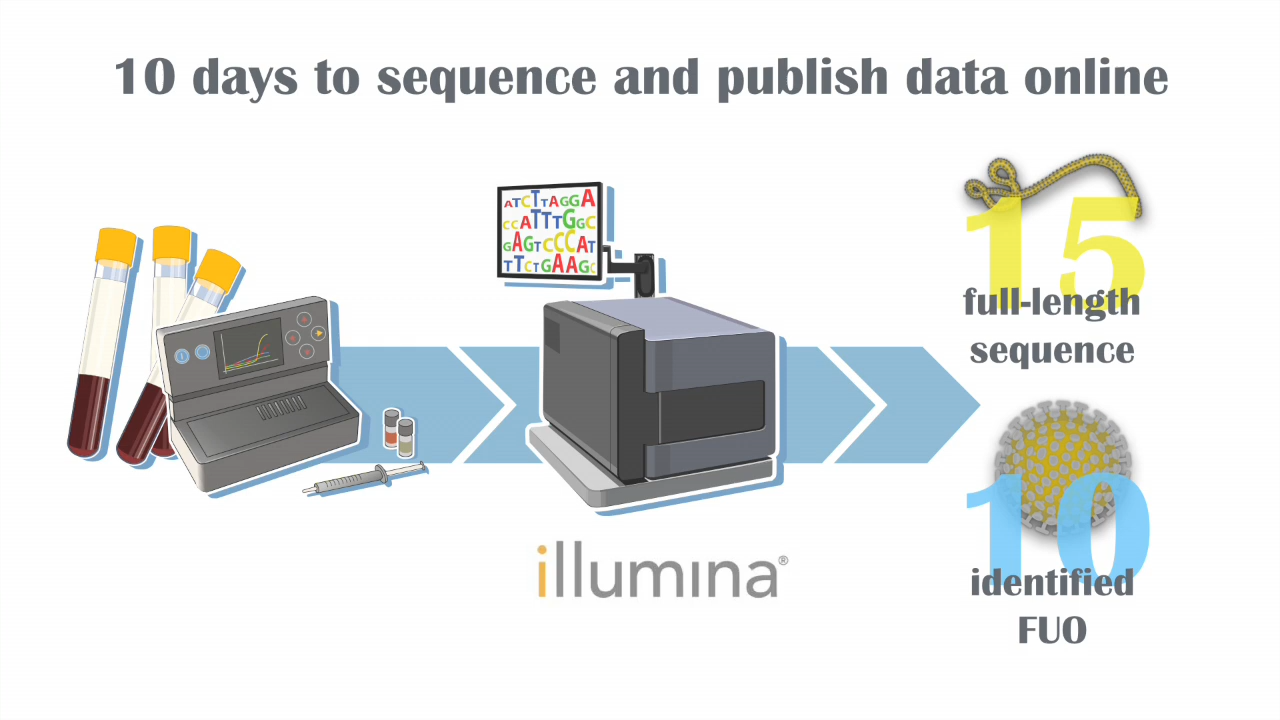 10 days to sequence and publish data online
ATCTTAGGA
CCATTTGGC
GAGTCCCAT
TTCTGAAGC
illumina®
15
full-length
sequence
10
identified
FUO